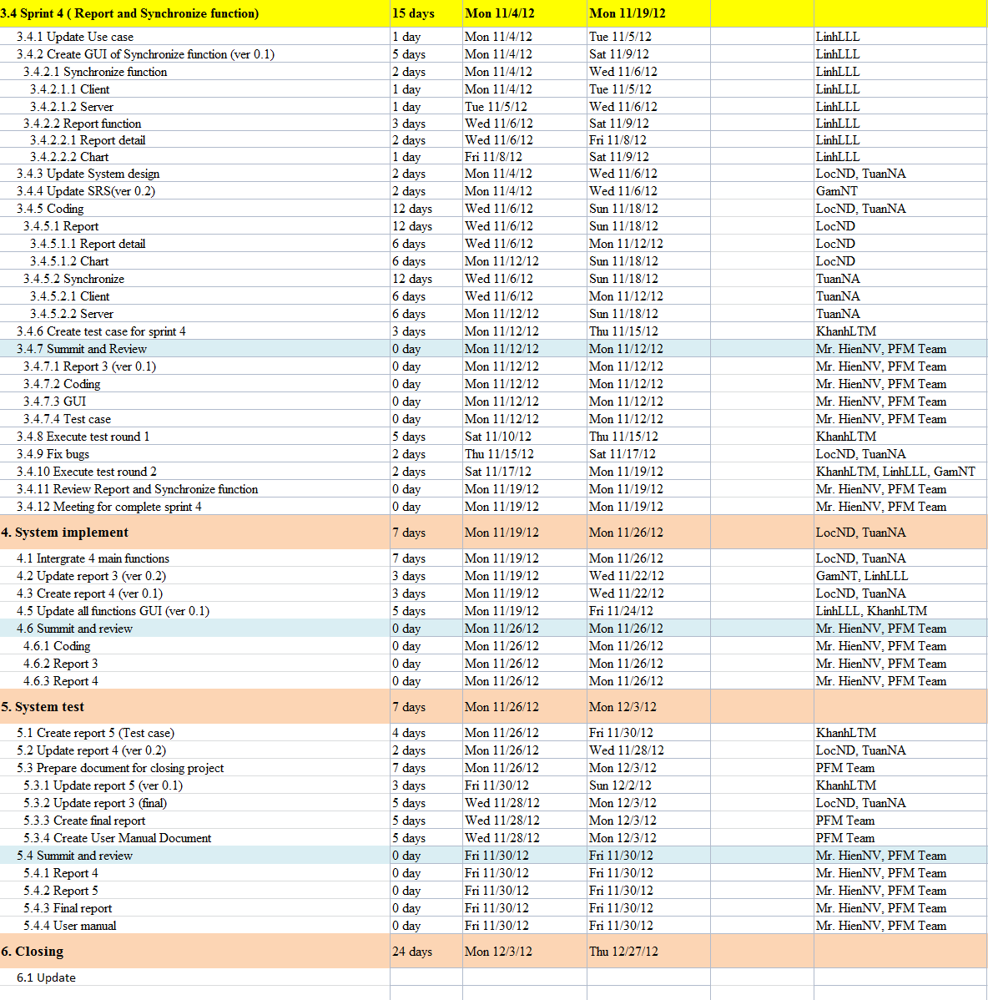 3.4 Sprint 4 ( Report and Synchronize function) 15 days Mon 11/4/12 Mon 11/19/12
3.4.1 Update Use case 1 day Mon 11/4/12 Tue 11/5/12 LinhLLL
3.4.2 Create GUI of Synchronize function (ver 0.1) 5 days Mon 11/4/12 Sat 11/9/12 LinhLLL
3.4.2.1 Synchronize function 2 days Mon 11/4/12 Wed 11/6/12 LinhLLL
3.4.2.1.1 Client 1 day Mon 11/4/12 Tue 11/5/12 LinhLLL
3.4.2.1.2 Server 1 day Tue 11/5/12 Wed 11/6/12 LinhLLL
3.4.2.2 Report function 3 days Wed 11/6/12 Sat 11/9/12 LinhLLL
3.4.2.2.1 Report detail 2 days Wed 11/6/12 Fri 11/8/12 LinhLLL
3.4.2.2.2 Chart 1 day Fri 11/8/12 Sat 11/9/12 LinhLLL
3.4.3 Update System design 2 days Mon 11/4/12 Wed 11/6/12 LocND, TuanNA
3.4.4 Update SRS(ver 0.2) 2 days Mon 11/4/12 Wed 11/6/12 GamNT
3.4.5 Coding 12 days Wed 11/6/12 Sun 11/18/12 LocND, TuanNA
3.4.5.1 Report 12 days Wed 11/6/12 Sun 11/18/12 LocND
3.4.5.1.1 Report detail 6 days Wed 11/6/12 Mon 11/12/12 LocND
3.4.5.1.2 Chart 6 days Mon 11/12/12 Sun 11/18/12 LocND
3.4.5.2 Synchronize 12 days Wed 11/6/12 Sun 11/18/12 TuanNA
3.4.5.2.1 Client 6 days Wed 11/6/12 Mon 11/12/12 TuanNA
3.4.5.2.2 Server 6 days Mon 11/12/12 Sun 11/18/12 TuanNA
3.4.6 Create test case for sprint 4 3 days Mon 11/12/12 Thu 11/15/12 KhanhLTM
3.4.7 Summit and Review 0 day Mon 11/12/12 Mon 11/12/12 Mr. HienNV, PFM Team
3.4.7.1 Report 3 (ver 0.1) 0 day Mon 11/12/12 Mon 11/12/12 Mr. HienNV, PFM Team
3.4.7.2 Coding 0 day Mon 11/12/12 Mon 11/12/12 Mr. HienNV, PFM Team
3.4.7.3 GUI 0 day Mon 11/12/12 Mon 11/12/12 Mr. HienNV, PFM Team
3.4.7.4 Test case 0 day Mon 11/12/12 Mon 11/12/12 Mr. HienNV, PFM Team
3.4.8 Execute test round 1 5 days Sat 11/10/12 Thu 11/15/12 KhanhLTM
3.4.9 Fix bugs 2 days Thu 11/15/12 Sat 11/17/12 LocND, TuanNA
3.4.10 Execute test round 2 2 days Sat 11/17/12 Mon 11/19/12 KhanhLTM, LinhLLL, GamNT
3.4.11 Review Report and Synchronize function 0 day Mon 11/19/12 Mon 11/19/12 Mr. HienNV, PFM Team
3.4.12 Meeting for complete sprint 4 0 day Mon 11/19/12 Mon 11/19/12 Mr. HienNV, PFM Team
4. System implement 7 days Mon 11/19/12 Mon 11/26/12 LocND, TuanNA
4.1 Intergrate 4 main functions 7 days Mon 11/19/12 Mon 11/26/12 LocND, TuanNA
4.2 Update report 3 (ver 0.2) 3 days Mon 11/19/12 Wed 11/22/12 GamNT, LinhLLL
4.3 Create report 4 (ver 0.1) 3 days Mon 11/19/12 Wed 11/22/12 LocND, TuanNA
4.5 Update all functions GUI (ver 0.1) 5 days Mon 11/19/12 Fri 11/24/12 LinhLLL, KhanhLTM
4.6 Summit and review 0 day Mon 11/26/12 Mon 11/26/12 Mr. HienNV, PFM Team
4.6.1 Coding 0 day Mon 11/26/12 Mon 11/26/12 Mr. HienNV, PFM Team
4.6.2 Report 3 0 day Mon 11/26/12 Mon 11/26/12 Mr. HienNV, PFM Team
4.6.3 Report 4 0 day Mon 11/26/12 Mon 11/26/12 Mr. HienNV, PFM Team
5. System test 7 days Mon 11/26/12 Mon 12/3/12
5.1 Create report 5 (Test case) 4 days Mon 11/26/12 Fri 11/30/12 KhanhLTM
5.2 Update report 4 (ver 0.2) 2 days Mon 11/26/12 Wed 11/28/12 LocND, TuanNA
5.3 Prepare document for closing project 7 days Mon 11/26/12 Mon 12/3/12 PFM Team
5.3.1 Update report 5 (ver 0.1) 3 days Fri 11/30/12 Sun 12/2/12 KhanhLTM
5.3.2 Update report 3 (final) 5 days Wed 11/28/12 Mon 12/3/12 LocND, TuanNA
5.3.3 Create final report 5 days Wed 11/28/12 Mon 12/3/12 PFM Team
5.3.4 Create User Manual Document 5 days Wed 11/28/12 Mon 12/3/12 PFM Team
5.4 Summit and review 0 day Fri 11/30/12 Fri 11/30/12 Mr. HienNV, PFM Team
5.4.1 Report 4 0 day Fri 11/30/12 Fri 11/30/12 Mr. HienNV, PFM Team
5.4.2 Report 5 0 day Fri 11/30/12 Fri 11/30/12 Mr. HienNV, PFM Team
5.4.3 Final report 0 day Fri 11/30/12 Fri 11/30/12 Mr. HienNV, PFM Team
5.4.4 User manual 0 day Fri 11/30/12 Fri 11/30/12 Mr. HienNV, PFM Team
6. Closing 24 days Mon 12/3/12 Thu 12/27/12
6.1 Update